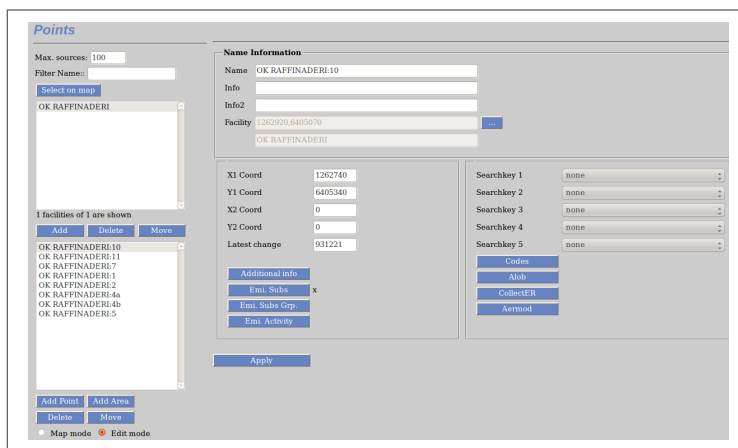 Points
Max. sources: 100
Filter Name::
Select on map
OK RAFFINADERI
1 facilities of 1 are shown
Add Delete Move
OK RAFFINADERI:10
OK RAFFINADERI:11
OK RAFFINADERI:7
OK RAFFINADERI:1
OK RAFFINADERI:2
OK RAFFINADERI:4a
OK RAFFINADERI:4b
OK RAFFINADERI:5
Add Point Add Area
Delete Move
Map mode Edit mode
Name Information
Name OK RAFFINADERI:10
Info
Info2
Facility 1262920,6405070 ...
OK RAFFINADERI
X1 Coord 1262740
Y1 Coord 6405340
X2 Coord 0
Y2 Coord 0
Latest change 931221
Additional info
Emi. Subs x
Emi. Subs Grp.
Emi. Activity
Searchkey 1 none
Searchkey 2 none
Searchkey 3 none
Searchkey 4 none
Searchkey 5 none
Codes
Alob
CollectER
Aermod
Apply